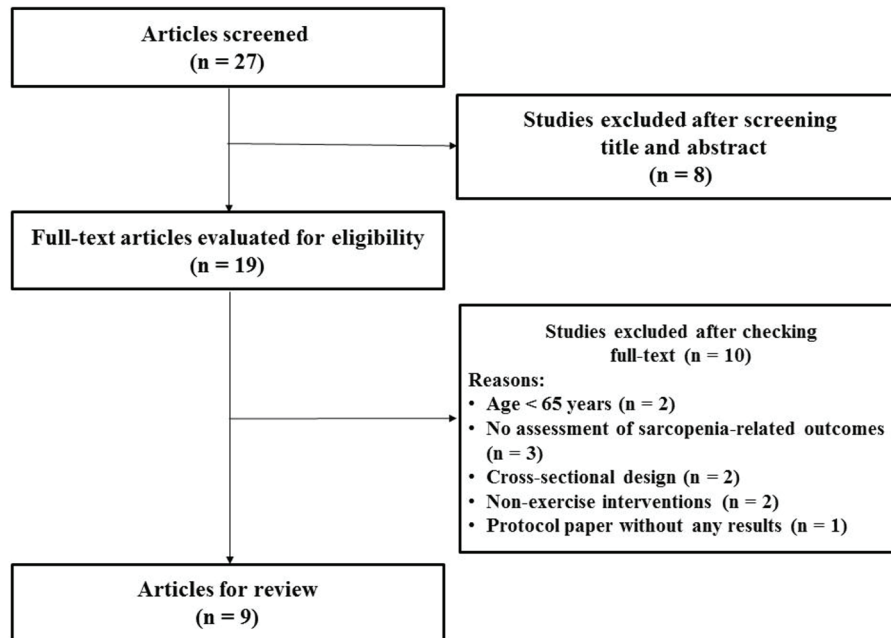 Articles screened
(n = 27)
Studies excluded after screening
title and abstract
(n = 8)
Full-text articles evaluated for eligibility
(n = 19)
Studies excluded after checking
full-text (n = 10)
Reasons:
• Age < 65 years (n = 2)
• No assessment of sarcopenia-related outcomes
(n = 3)
• Cross-sectional design (n = 2)
• Non-exercise interventions (n = 2)
• Protocol paper without any results (n = 1)
Articles for review
(n = 9)